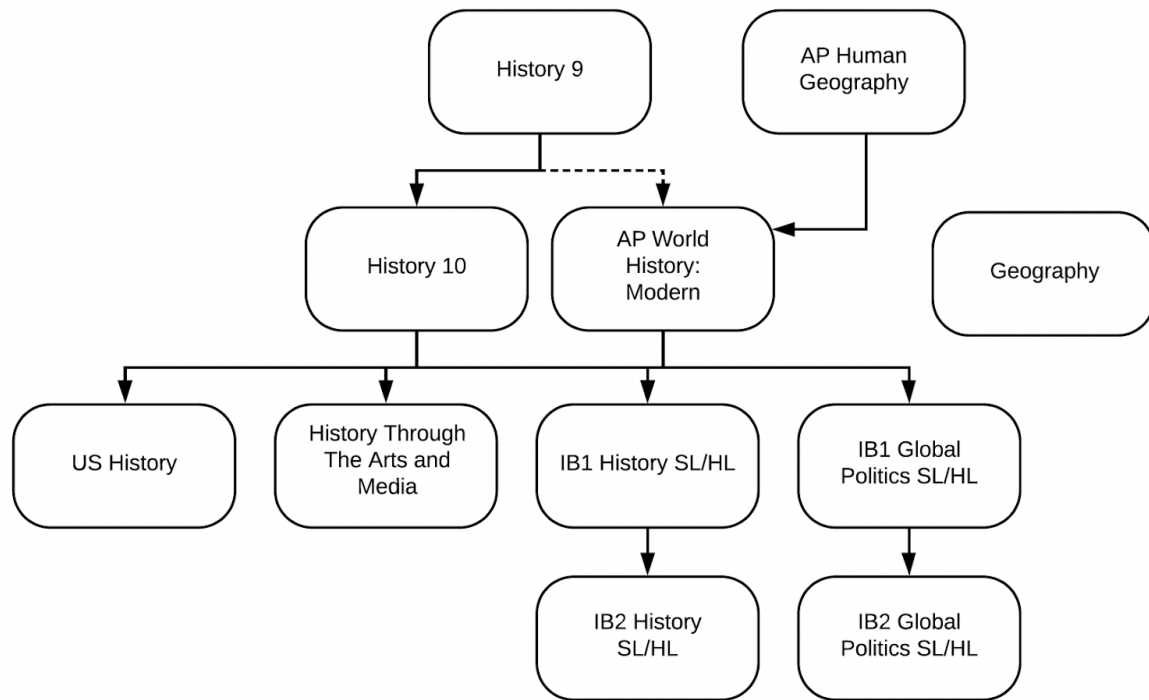 History 9
AP Human
Geography
History 10
AP World
History:
Modern
Geography
US History
History Through
The Arts and
Media
IB1 History SL/HL
IB1 Global
Politics SL/HL
IB2 History
SL/HL
IB2 Global
Politics SL/HL